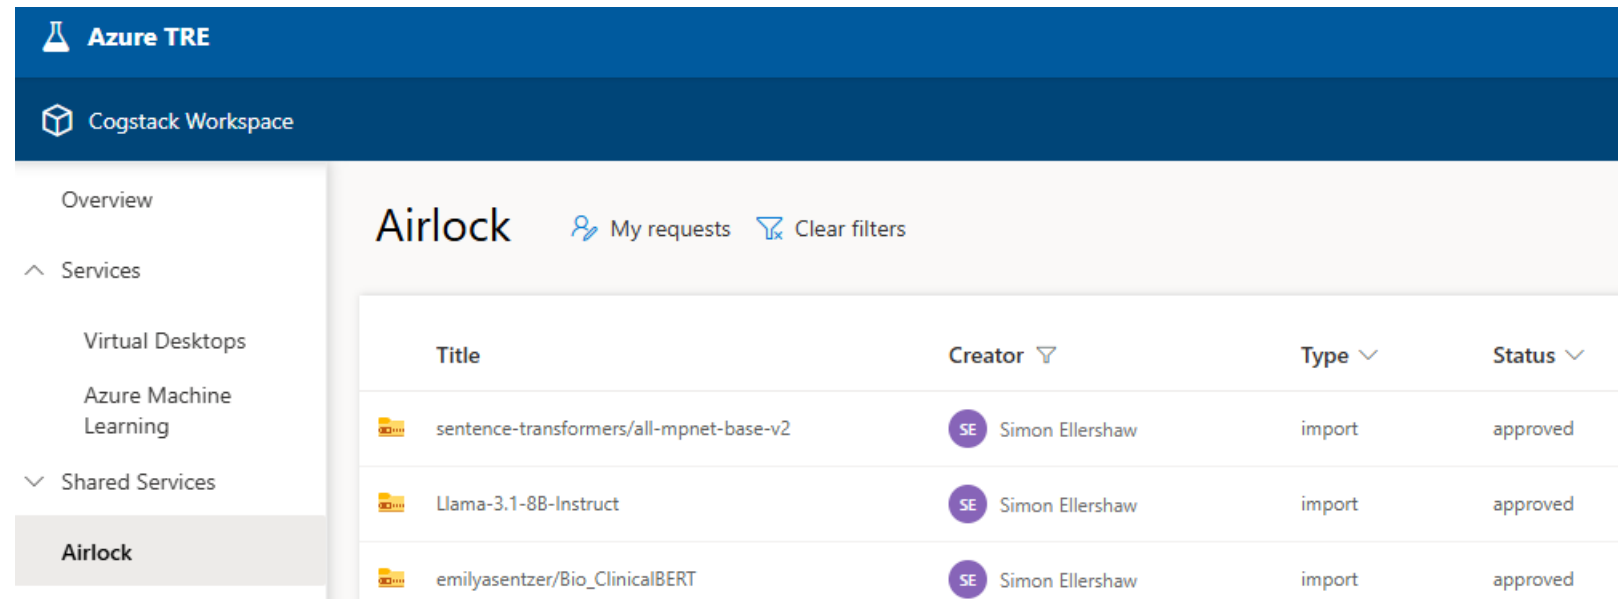 Azure TRE
Cogstack Workspace
Overview
Services
Virtual Desktops
Azure Machine
Learning
Shared Services
Airlock
Airlock My requests Clear filters
Title Creator Type Status
sentence-transformers/all-mpnet-base-v2 SE Simon Ellershaw import approved
Llama-3.1-8B-Instruct SE Simon Ellershaw import approved
emilyasentzer/Bio_ClinicalBERT SE Simon Ellershaw import approved